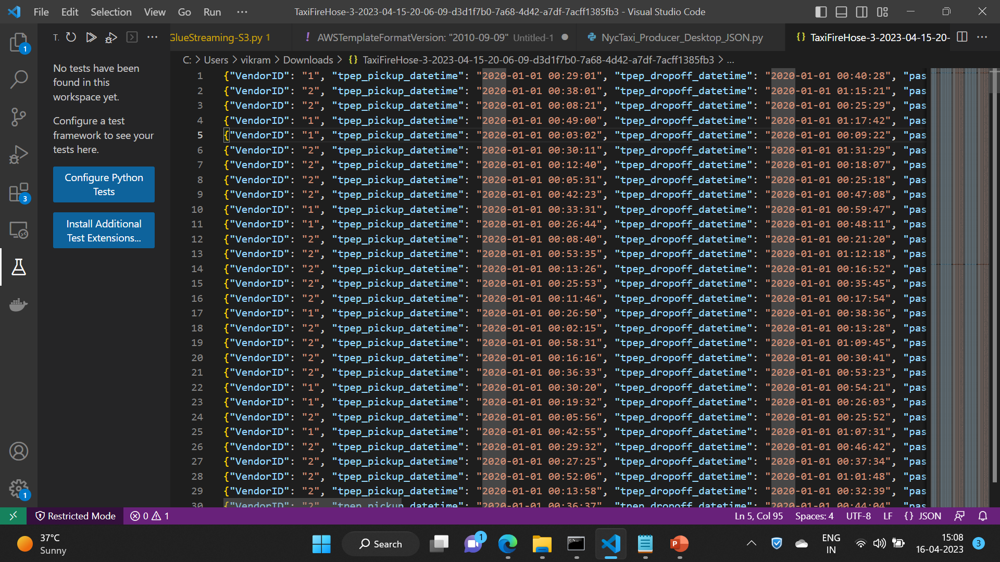 File Edit Selection View Go Run ··· TaxiFireHose-3-2023-04-15-20-06-09-d3d1f7b0-7a68-4d42-a7df-7acff1385fb3 - Visual Studio Code
T. GlueStreaming-S3.py 1 ! AWSTemplateFormatVersion: "2010-09-09" Untitled-1 NycTaxi_Producer_Desktop_JSON.py {} TaxiFireHose-3-2023-04-15-20-
C: > Users > vikram > Downloads > {} TaxiFireHose-3-2023-04-15-20-06-09-d3d1f7b0-7a68-4d42-a7df-7acff1385fb3 > ...
1
No tests have been
found in this
workspace yet.
Configure a test
framework to see your
tests here.
Configure Python
Tests
Install Additional
Test Extensions...
3
1
1 {"VendorID": "1", "tpep_pickup_datetime": "2020-01-01 00:29:01", "tpep_dropoff_datetime": "2020-01-01 00:40:28", "pas
2 {"VendorID": "2", "tpep_pickup_datetime": "2020-01-01 00:38:01", "tpep_dropoff_datetime": "2020-01-01 01:15:21", "pas
3 {"VendorID": "2", "tpep_pickup_datetime": "2020-01-01 00:08:21", "tpep_dropoff_datetime": "2020-01-01 00:25:29", "pas
4 {"VendorID": "1", "tpep_pickup_datetime": "2020-01-01 00:49:00", "tpep_dropoff_datetime": "2020-01-01 01:17:42", "pas
5 {"VendorID": "1", "tpep_pickup_datetime": "2020-01-01 00:03:02", "tpep_dropoff_datetime": "2020-01-01 00:09:22", "pas
6 {"VendorID": "2", "tpep_pickup_datetime": "2020-01-01 00:30:11", "tpep_dropoff_datetime": "2020-01-01 01:31:29", "pas
7 {"VendorID": "2", "tpep_pickup_datetime": "2020-01-01 00:12:40", "tpep_dropoff_datetime": "2020-01-01 00:18:07", "pas
8 {"VendorID": "2", "tpep_pickup_datetime": "2020-01-01 00:05:31", "tpep_dropoff_datetime": "2020-01-01 00:25:18", "pas
9 {"VendorID": "2", "tpep_pickup_datetime": "2020-01-01 00:42:23", "tpep_dropoff_datetime": "2020-01-01 00:47:08", "pas
10 {"VendorID": "1", "tpep_pickup_datetime": "2020-01-01 00:33:31", "tpep_dropoff_datetime": "2020-01-01 00:59:47", "pas
11 {"VendorID": "1", "tpep_pickup_datetime": "2020-01-01 00:26:44", "tpep_dropoff_datetime": "2020-01-01 00:48:11", "pas
12 {"VendorID": "2", "tpep_pickup_datetime": "2020-01-01 00:08:40", "tpep_dropoff_datetime": "2020-01-01 00:21:20", "pas
13 {"VendorID": "2", "tpep_pickup_datetime": "2020-01-01 00:53:35", "tpep_dropoff_datetime": "2020-01-01 01:12:18", "pas
14 {"VendorID": "2", "tpep_pickup_datetime": "2020-01-01 00:13:26", "tpep_dropoff_datetime": "2020-01-01 00:16:52", "pas
15 {"VendorID": "2", "tpep_pickup_datetime": "2020-01-01 00:25:53", "tpep_dropoff_datetime": "2020-01-01 00:35:45", "pas
16 {"VendorID": "2", "tpep_pickup_datetime": "2020-01-01 00:11:46", "tpep_dropoff_datetime": "2020-01-01 00:17:54", "pas
17 {"VendorID": "1", "tpep_pickup_datetime": "2020-01-01 00:26:50", "tpep_dropoff_datetime": "2020-01-01 00:38:36", "pas
18 {"VendorID": "2", "tpep_pickup_datetime": "2020-01-01 00:02:15", "tpep_dropoff_datetime": "2020-01-01 00:13:28", "pas
19 {"VendorID": "2", "tpep_pickup_datetime": "2020-01-01 00:58:31", "tpep_dropoff_datetime": "2020-01-01 01:09:45", "pas
20 {"VendorID": "2", "tpep_pickup_datetime": "2020-01-01 00:16:16", "tpep_dropoff_datetime": "2020-01-01 00:30:41", "pas
21 {"VendorID": "2", "tpep_pickup_datetime": "2020-01-01 00:36:33", "tpep_dropoff_datetime": "2020-01-01 00:53:23", "pas
22 {"VendorID": "1", "tpep_pickup_datetime": "2020-01-01 00:30:20", "tpep_dropoff_datetime": "2020-01-01 00:54:21", "pas
23 {"VendorID": "1", "tpep_pickup_datetime": "2020-01-01 00:19:32", "tpep_dropoff_datetime": "2020-01-01 00:26:03", "pas
24 {"VendorID": "2", "tpep_pickup_datetime": "2020-01-01 00:05:56", "tpep_dropoff_datetime": "2020-01-01 00:25:52", "pas
25 {"VendorID": "1", "tpep_pickup_datetime": "2020-01-01 00:42:55", "tpep_dropoff_datetime": "2020-01-01 01:07:31", "pas
26 {"VendorID": "2", "tpep_pickup_datetime": "2020-01-01 00:29:32", "tpep_dropoff_datetime": "2020-01-01 00:46:42", "pas
27 {"VendorID": "2", "tpep_pickup_datetime": "2020-01-01 00:27:25", "tpep_dropoff_datetime": "2020-01-01 00:37:34", "pas
28 {"VendorID": "2", "tpep_pickup_datetime": "2020-01-01 00:52:06", "tpep_dropoff_datetime": "2020-01-01 01:01:48", "pas
29 {"VendorID": "2", "tpep_pickup_datetime": "2020-01-01 00:13:58", "tpep_dropoff_datetime": "2020-01-01 00:32:39", "pas
30 {"VendorID": "2", "tpep_pickup_datetime": "2020-01-01 00:36:37", "tpep_dropoff_datetime": "2020-01-01 00:44:04", "pas
Restricted Mode 0 1 Ln 5, Col 95 Spaces: 4 UTF-8 LF {} JSON
37°C
Sunny
Search
1
ENG
IN
15:08
16-04-2023
3